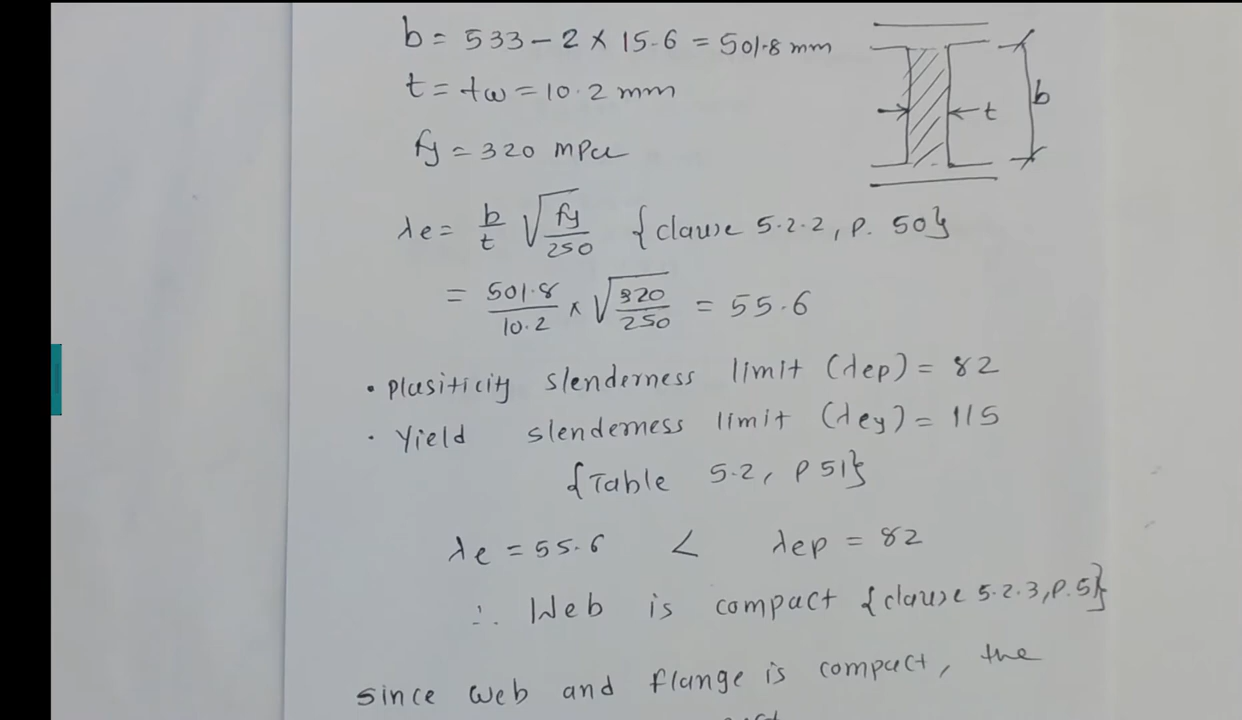 b = 533 - 2 × 15.6 = 501.8 mm
t = tw = 10.2 mm
b
t
fy = 320 mPa
λe = b/t √(fy/250) {clause 5.2.2, P. 50}
= 501.8/10.2 × √(320/250) = 55.6
• Plusiticity slenderness limit (λep) = 82
• Yield slenderness limit (λey) = 115
{Table 5.2, P 51}
λe = 55.6 < λep = 82
∴ Web is compact {clause 5.2.3, P. 51}
since web and flange is compact, the